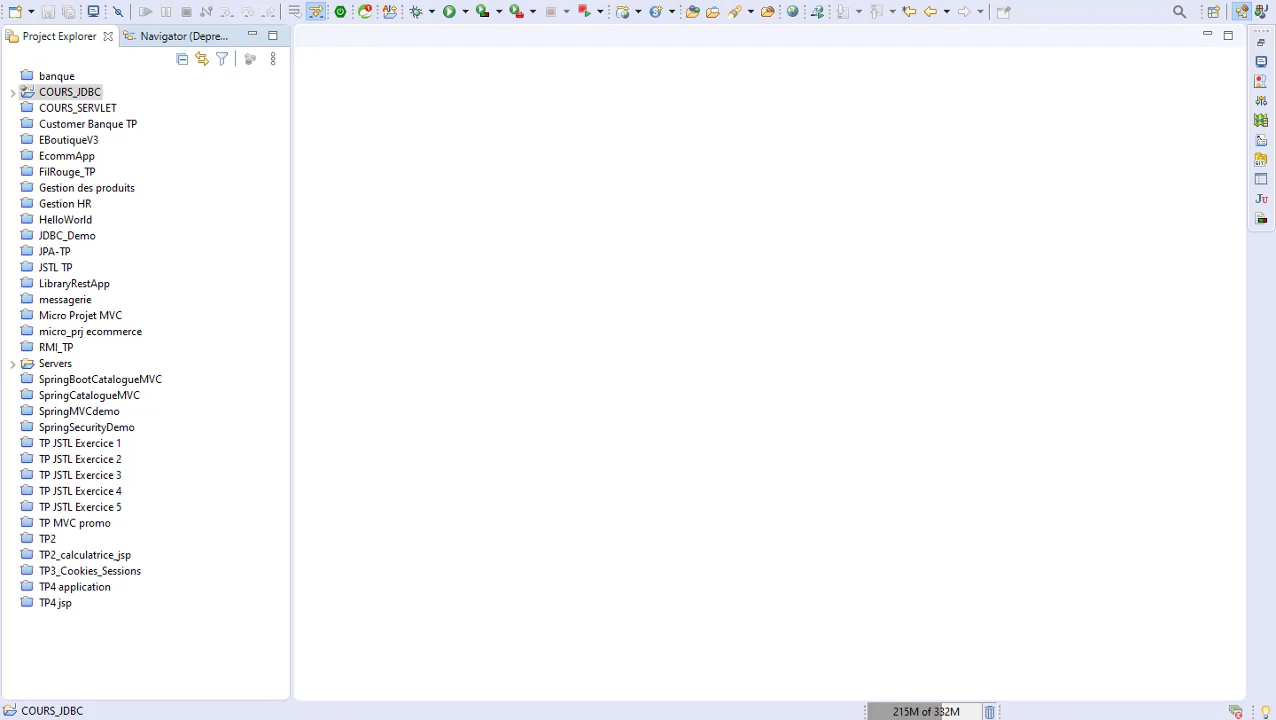 Project Explorer
Navigator (Depre...
banque
COURS_JDBC
COURS_SERVLET
Customer Banque TP
EBoutiqueV3
EcommApp
FilRouge_TP
Gestion des produits
Gestion HR
HelloWorld
JDBC_Demo
JPA-TP
JSTL TP
LibraryRestApp
messagerie
Micro Projet MVC
micro_prj ecommerce
RMI_TP
Servers
SpringBootCatalogueMVC
SpringCatalogueMVC
SpringMVCdemo
SpringSecurityDemo
TP JSTL Exercice 1
TP JSTL Exercice 2
TP JSTL Exercice 3
TP JSTL Exercice 4
TP JSTL Exercice 5
TP MVC promo
TP2
TP2_calculatrice_jsp
TP3_Cookies_Sessions
TP4 application
TP4 jsp
COURS_JDBC
215M of 332M